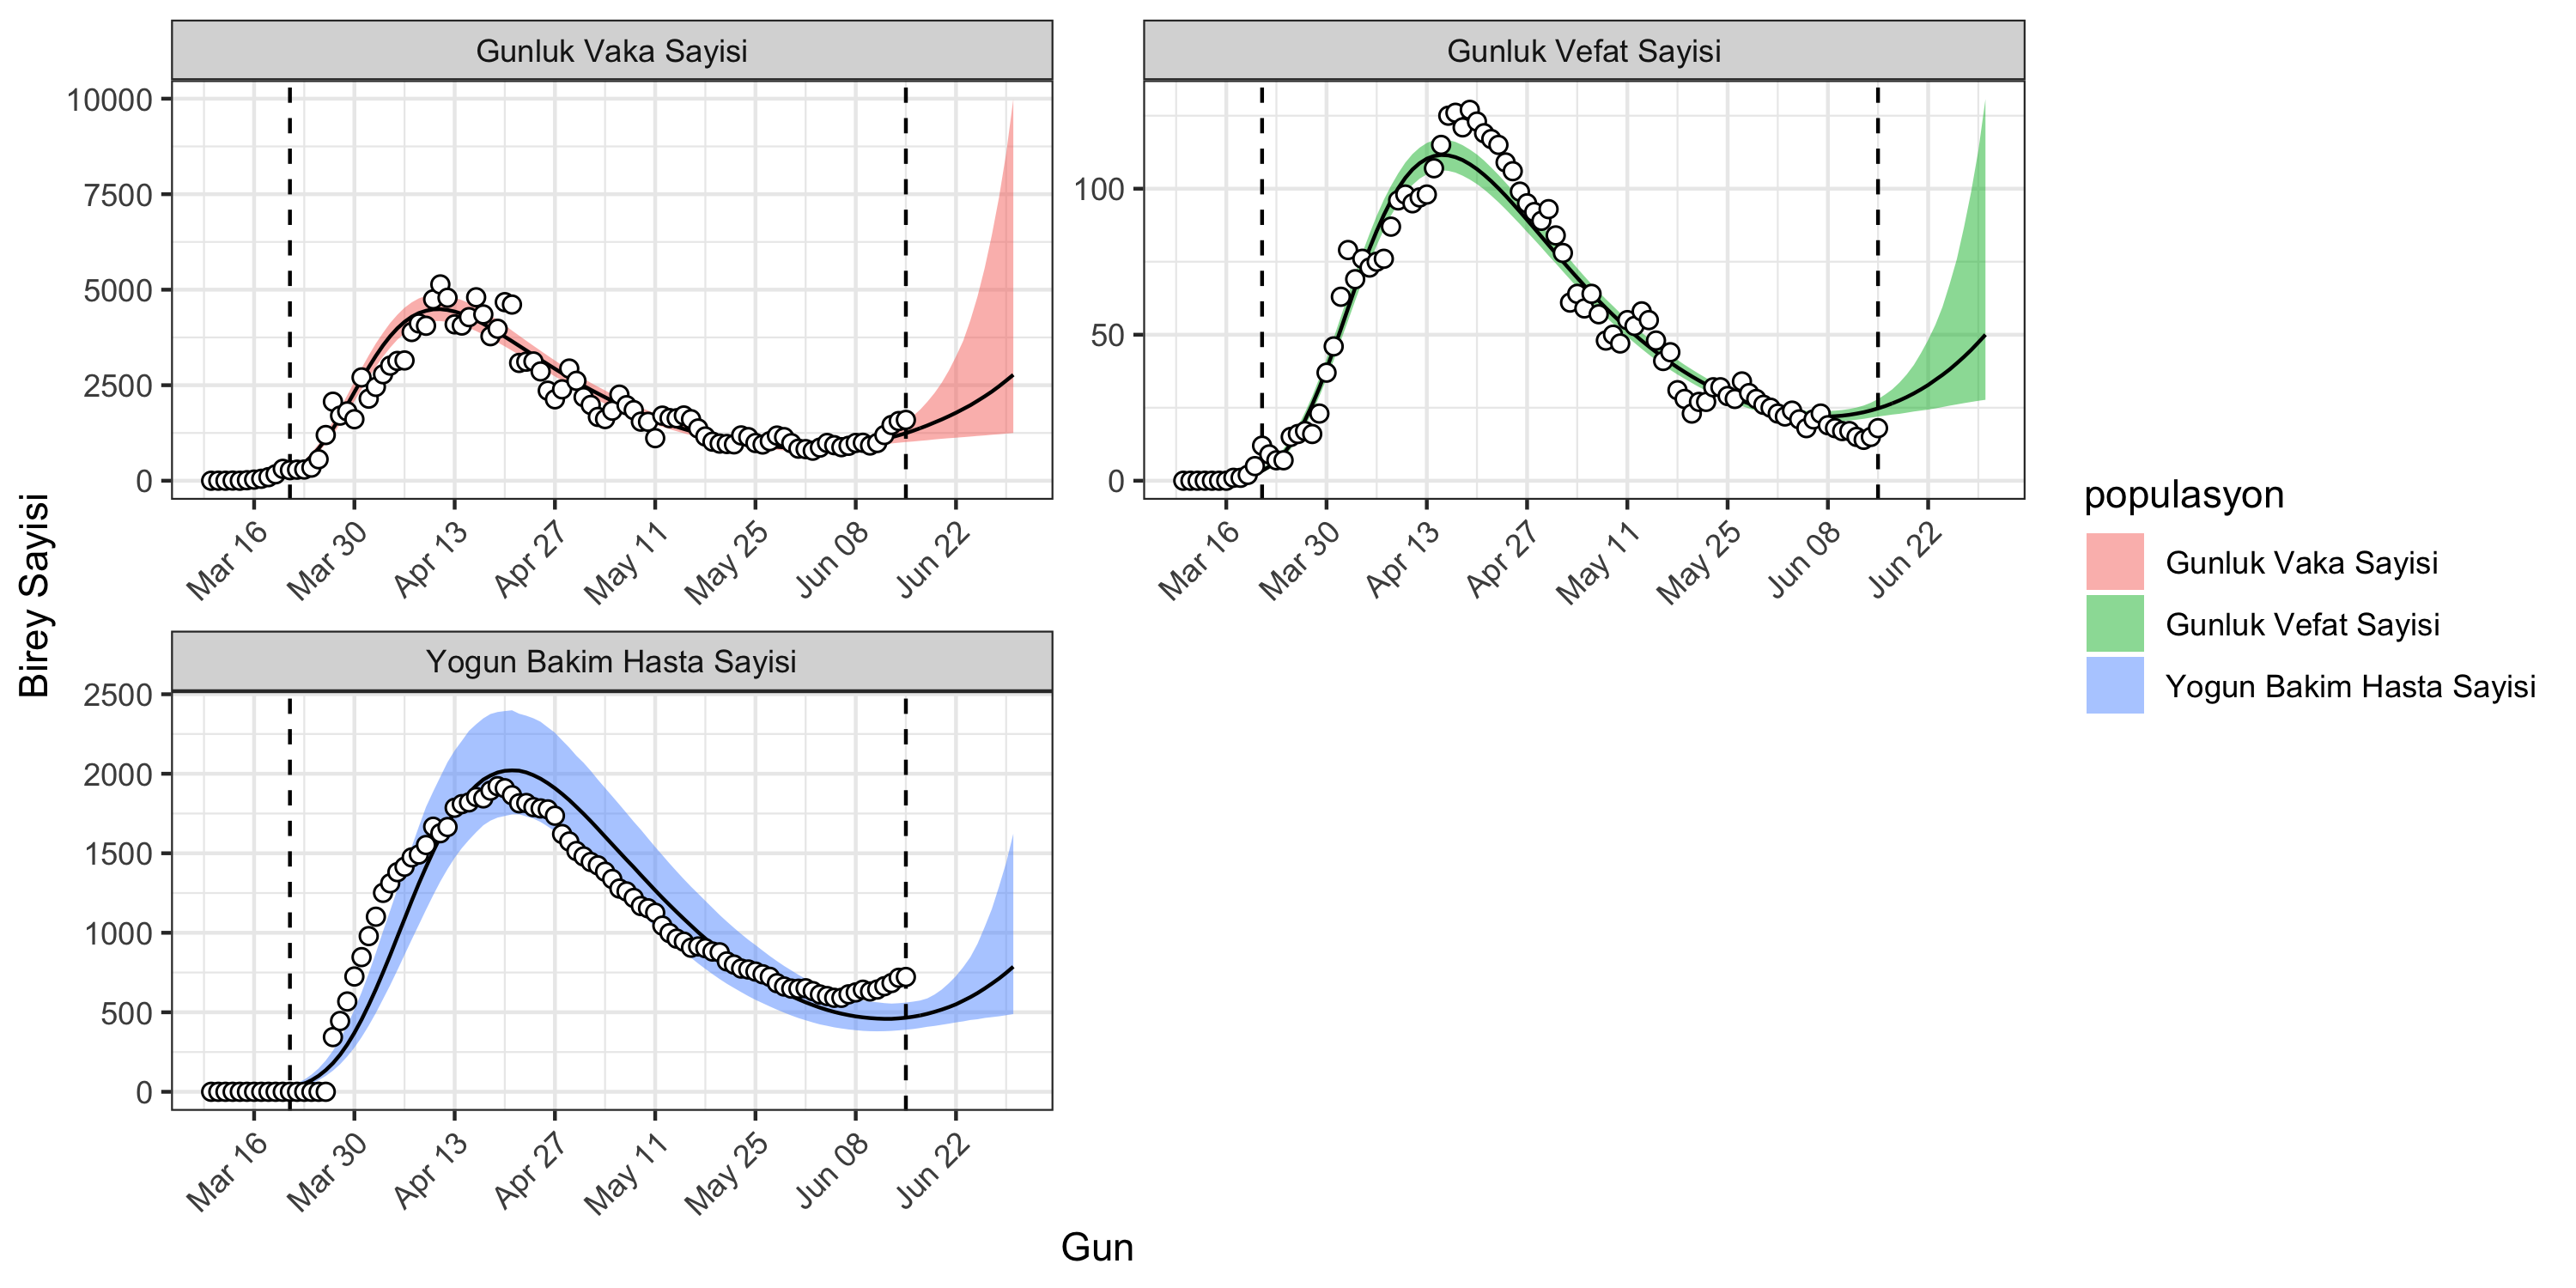 Gunluk Vaka Sayisi
10000
7500
5000
2500
0
Mar 16
Mar 30
Apr 13
Apr 27
May 11
May 25
Jun 08
Jun 22
Gunluk Vefat Sayisi
100
50
0
Mar 16
Mar 30
Apr 13
Apr 27
May 11
May 25
Jun 08
Jun 22
Yogun Bakim Hasta Sayisi
2500
2000
1500
1000
500
0
Mar 16
Mar 30
Apr 13
Apr 27
May 11
May 25
Jun 08
Jun 22
Birey Sayisi
Gun
populasyon
Gunluk Vaka Sayisi
Gunluk Vefat Sayisi
Yogun Bakim Hasta Sayisi